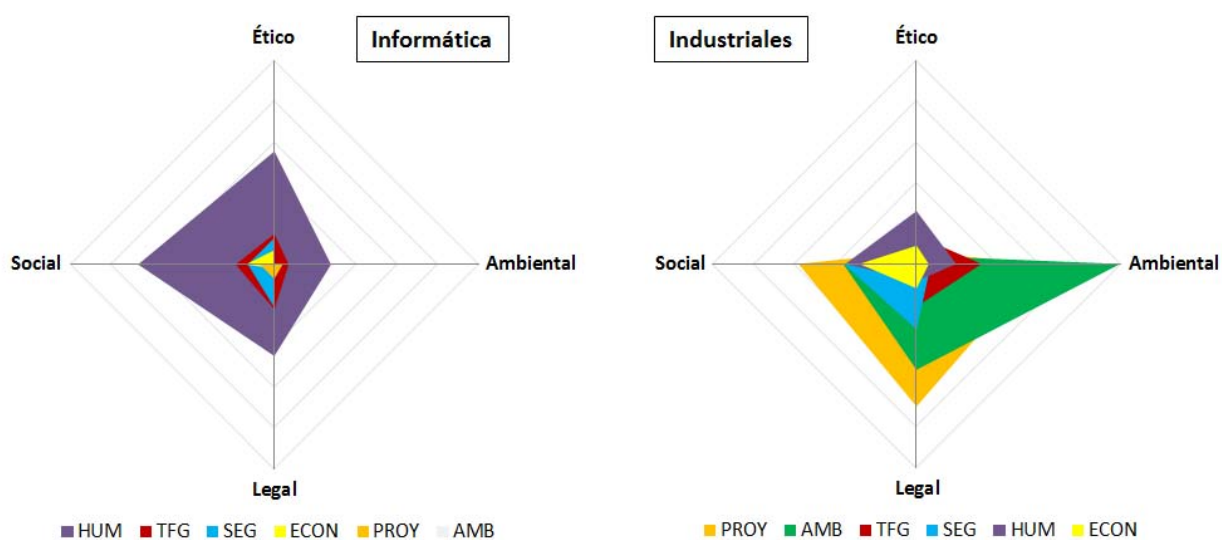 Ético
Informática
Social
Ambiental
Legal
HUM TFG SEG ECON PROY AMB
Industriales
Ético
Social
Ambiental
Legal
PROY AMB TFG SEG HUM ECON